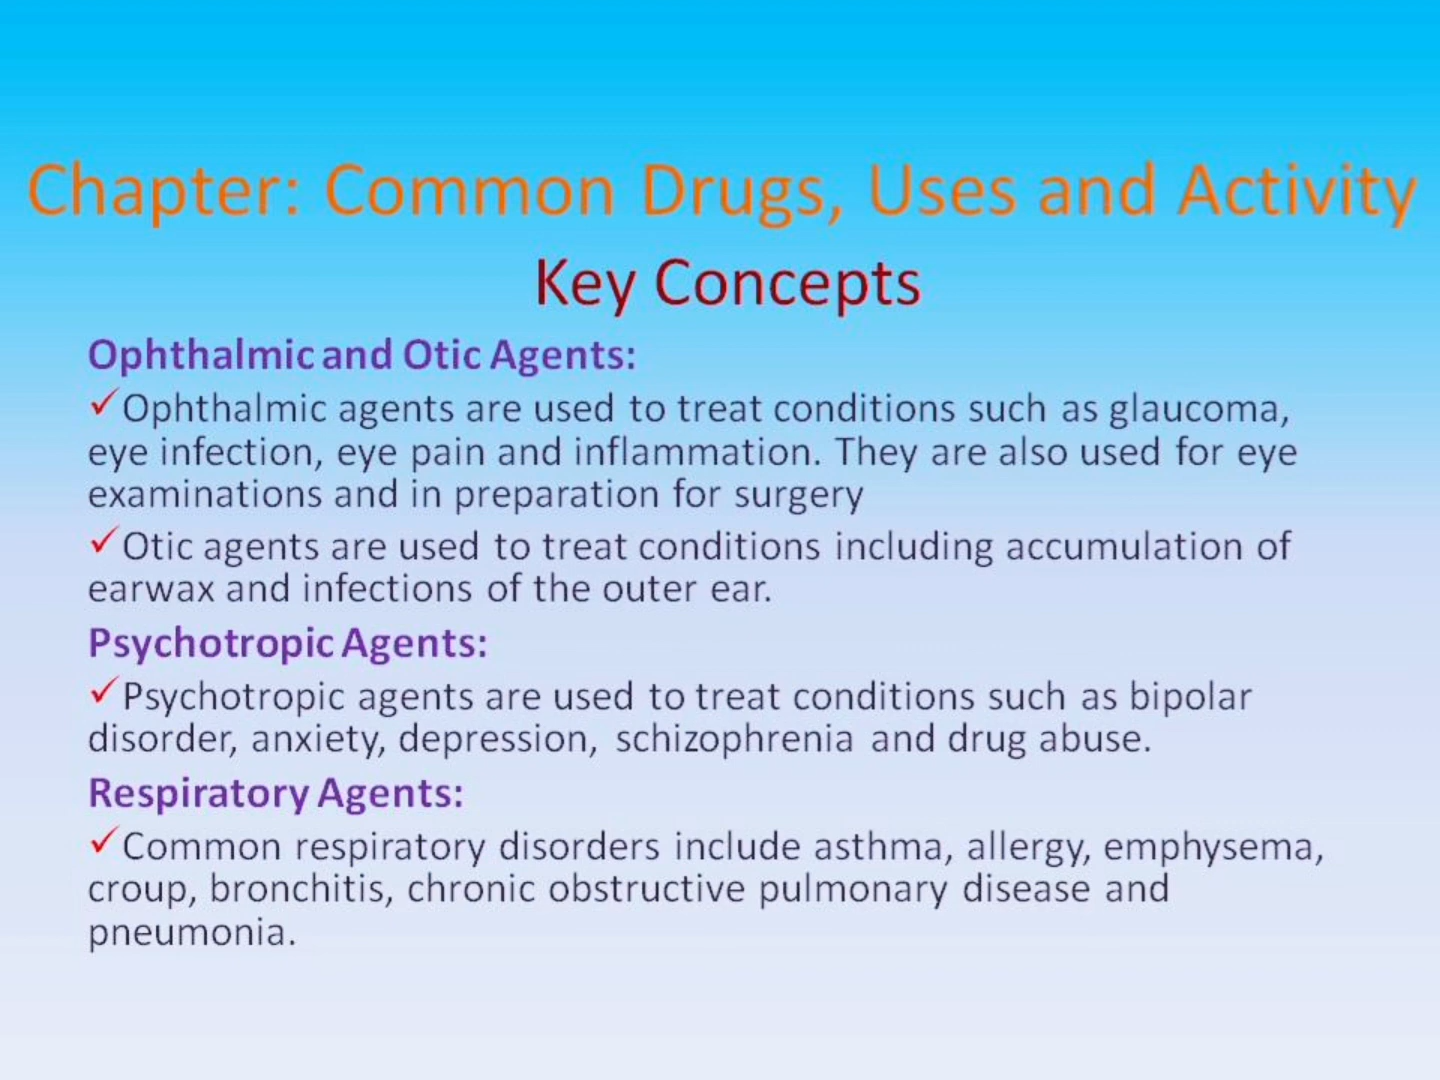 Chapter: Common Drugs, Uses and Activity
Key Concepts
Ophthalmic and Otic Agents:
✓Ophthalmic agents are used to treat conditions such as glaucoma,
eye infection, eye pain and inflammation. They are also used for eye
examinations and in preparation for surgery
✓Otic agents are used to treat conditions including accumulation of
earwax and infections of the outer ear.
Psychotropic Agents:
✓Psychotropic agents are used to treat conditions such as bipolar
disorder, anxiety, depression, schizophrenia and drug abuse.
Respiratory Agents:
✓Common respiratory disorders include asthma, allergy, emphysema,
croup, bronchitis, chronic obstructive pulmonary disease and
pneumonia.